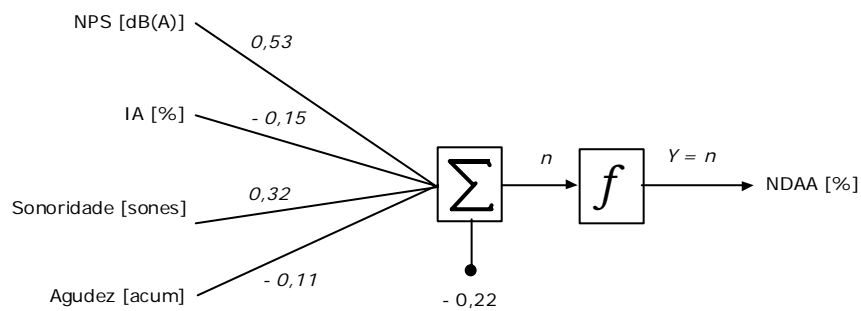 NPS [dB(A)]
0,53
IA [%]
- 0,15
Sonoridade [sones]
0,32
Agudez [acum]
- 0,11
∑
- 0,22
n
f
Y = n
NDAA [%]